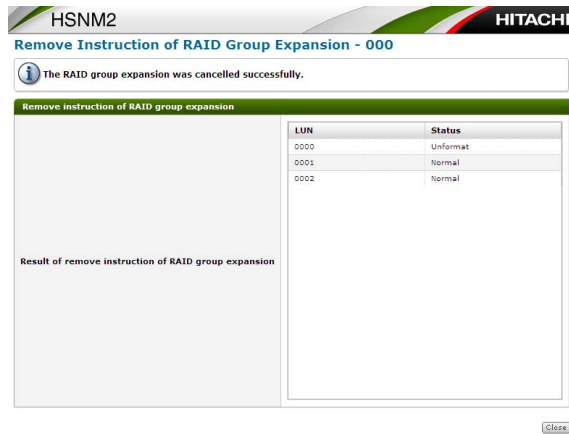 HSNM2
HITACHI
Remove Instruction of RAID Group Expansion - 000
The RAID group expansion was cancelled successfully.
Remove instruction of RAID group expansion
LUN Status
0000 Unformat
0001 Normal
0002 Normal
Result of remove instruction of RAID group expansion
Close